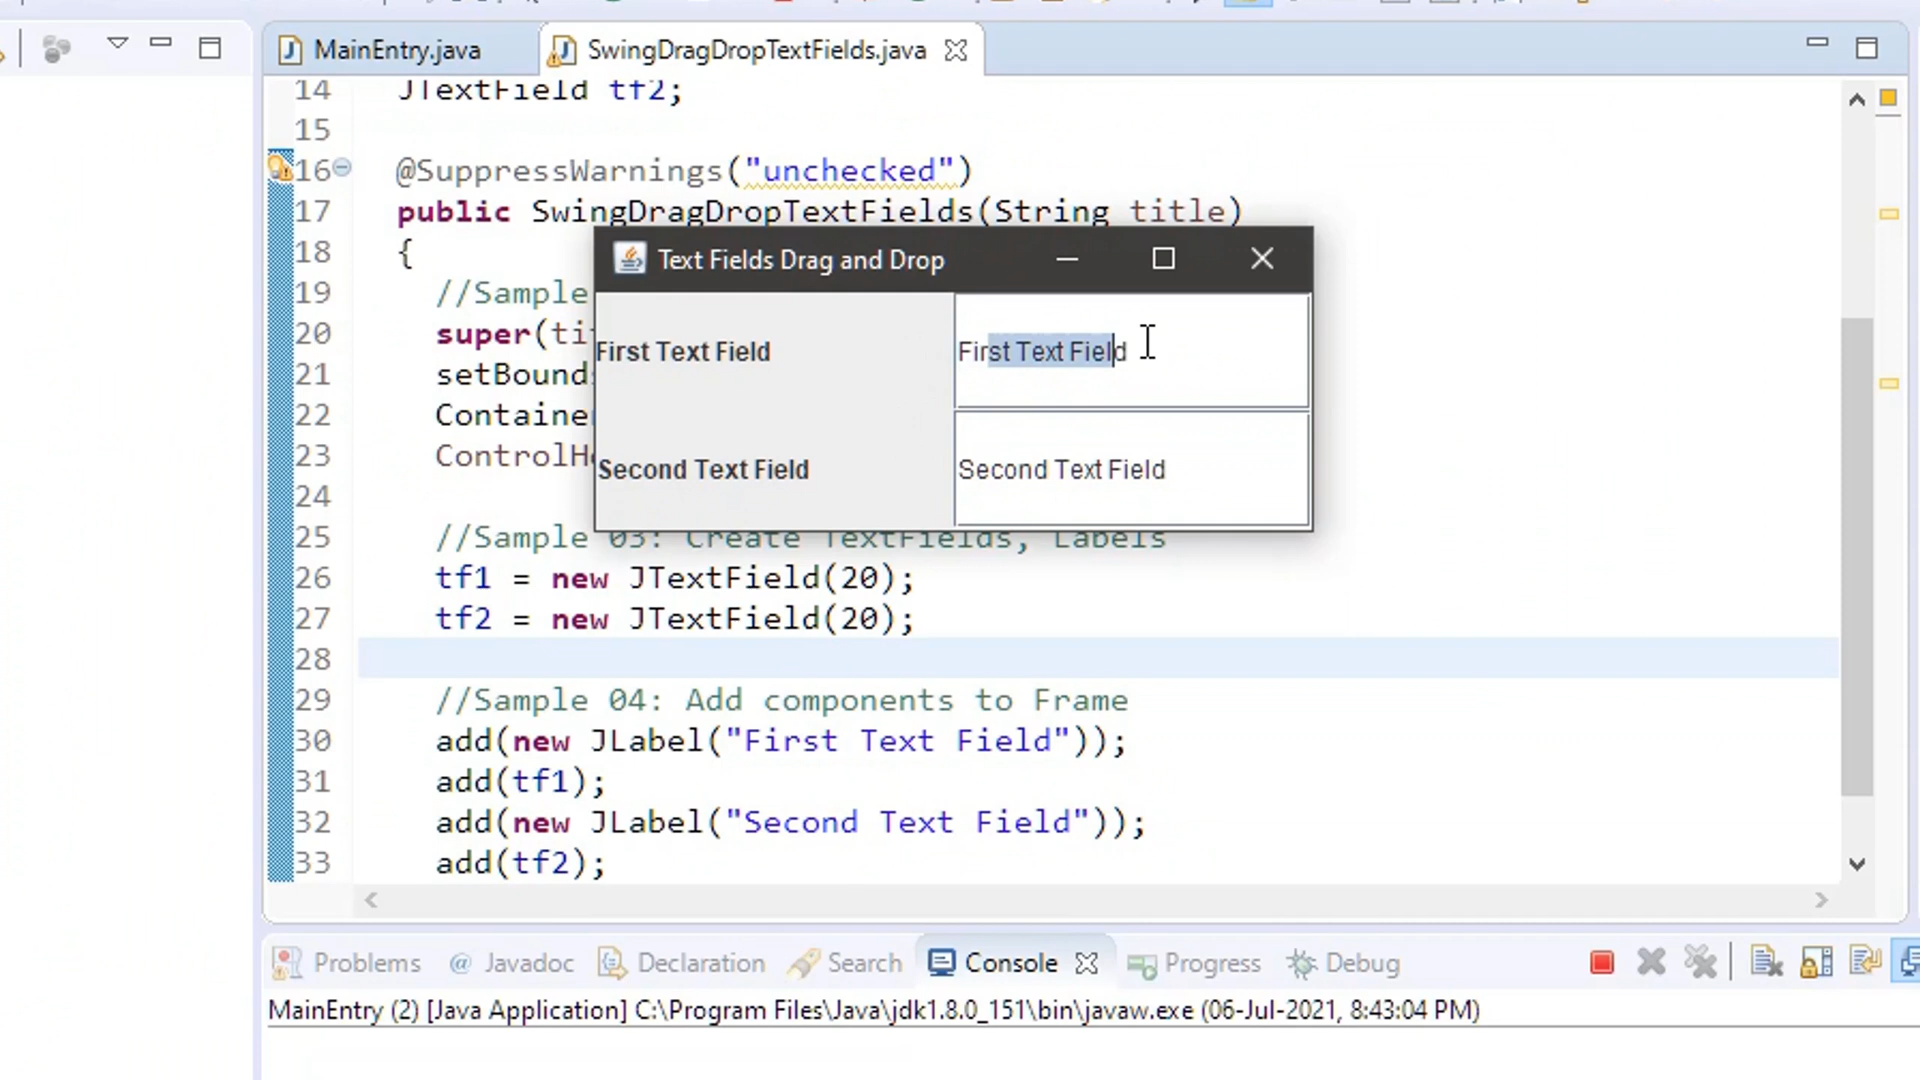 MainEntry.java
SwingDragDropTextFields.java
14 JTextField tf2;
15
16 @SuppressWarnings("unchecked")
17 public SwingDragDropTextFields(String title)
18 {
19 //Sample
20 super(ti
21 setBound
22 Container
23 ControlH
24
25 //Sample 03: Create TextFields, Labels
26 tf1 = new JTextField(20);
27 tf2 = new JTextField(20);
28
29 //Sample 04: Add components to Frame
30 add(new JLabel("First Text Field"));
31 add(tf1);
32 add(new JLabel("Second Text Field"));
33 add(tf2);
Text Fields Drag and Drop
First Text Field First Text Field
Second Text Field Second Text Field
Problems @ Javadoc Declaration Search Console Progress Debug
MainEntry (2) [Java Application] C:\Program Files\Java\jdk1.8.0_151\bin\javaw.exe (06-Jul-2021, 8:43:04 PM)